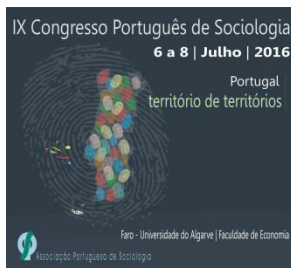 IX Congresso Português de Sociologia
6 a 8 | Julho | 2016
Portugal
território de territórios
Faro - Universidade do Algarve | Faculdade de Economia
Associação Portuguesa de Sociologia